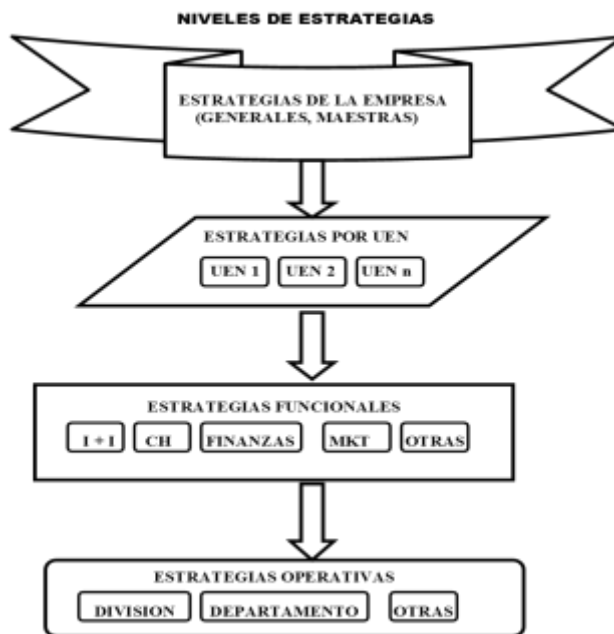 NIVELES DE ESTRATEGIAS
ESTRATEGIAS DE LA EMPRESA
(GENERALES, MAESTRAS)
ESTRATEGIAS POR UEN
UEN 1 UEN 2 UEN n
ESTRATEGIAS FUNCIONALES
I + I CH FINANZAS MKT OTRAS
ESTRATEGIAS OPERATIVAS
DIVISION DEPARTAMENTO OTRAS